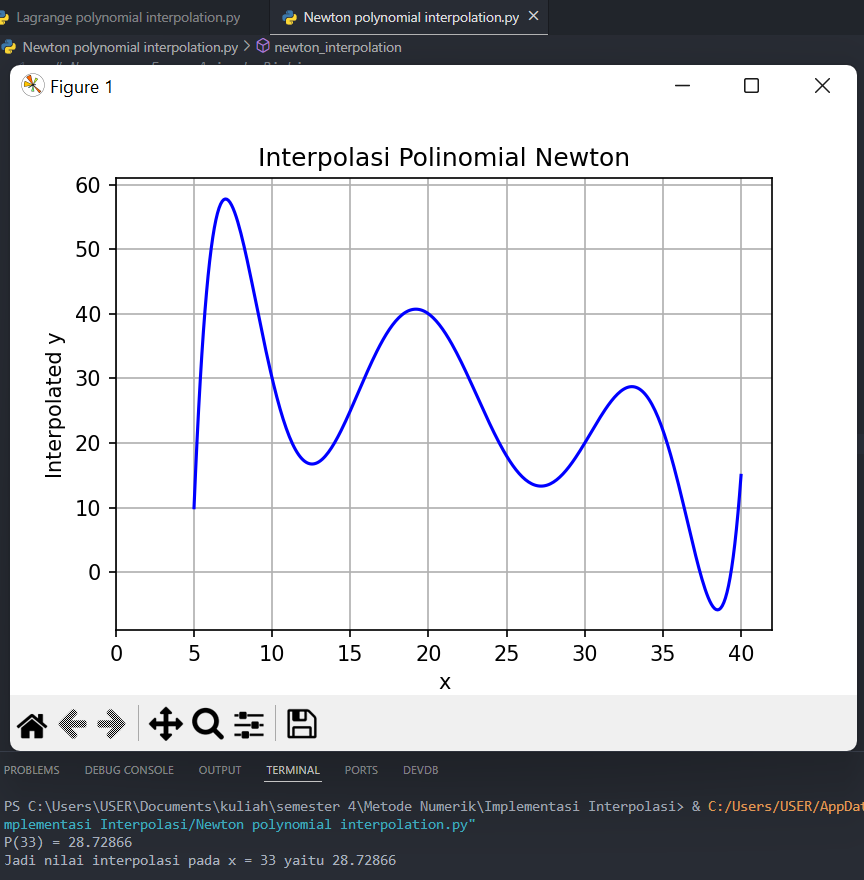 Lagrange polynomial interpolation.py
Newton polynomial interpolation.py
Newton polynomial interpolation.py > newton_interpolation
Figure 1
Interpolasi Polinomial Newton
60
50
40
30
20
10
0
Interpolated y
0 5 10 15 20 25 30 35 40
x
PROBLEMS DEBUG CONSOLE OUTPUT TERMINAL PORTS DEVDB
PS C:\Users\USER\Documents\kuliah\semester 4\Metode Numerik\Implementasi Interpolasi> & C:/Users/USER/AppDat
mplementasi Interpolasi/Newton polynomial interpolation.py"
P(33) = 28.72866
Jadi nilai interpolasi pada x = 33 yaitu 28.72866